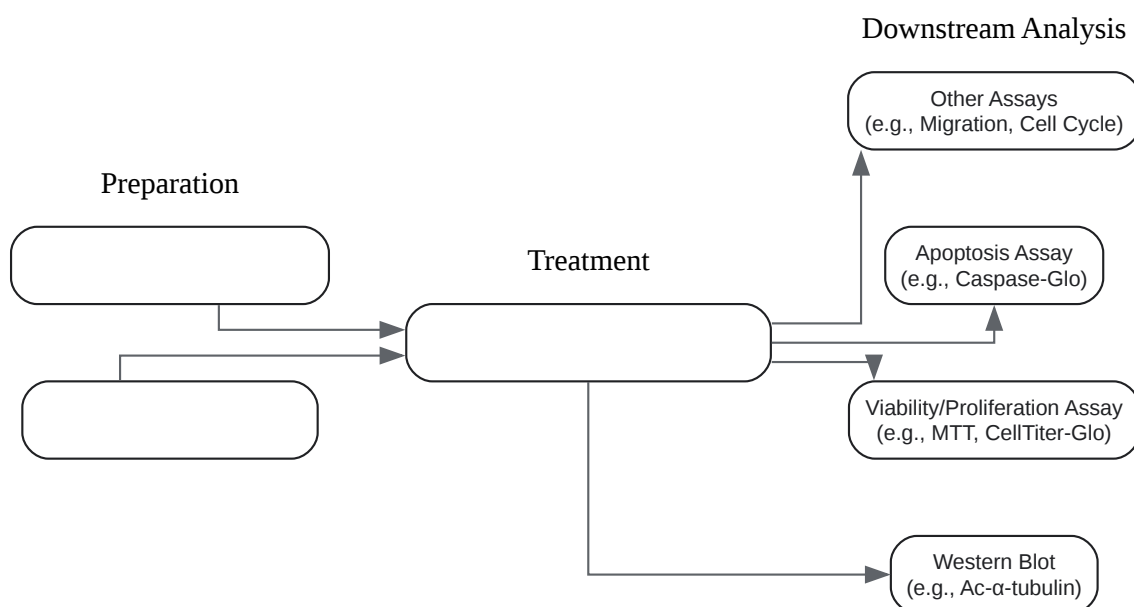 Downstream Analysis
Other Assays
(e.g., Migration, Cell Cycle)
Preparation
Treatment
Apoptosis Assay
(e.g., Caspase-Glo)
Viability/Proliferation Assay
(e.g., MTT, CellTiter-Glo)
Western Blot
(e.g., Ac-α-tubulin)